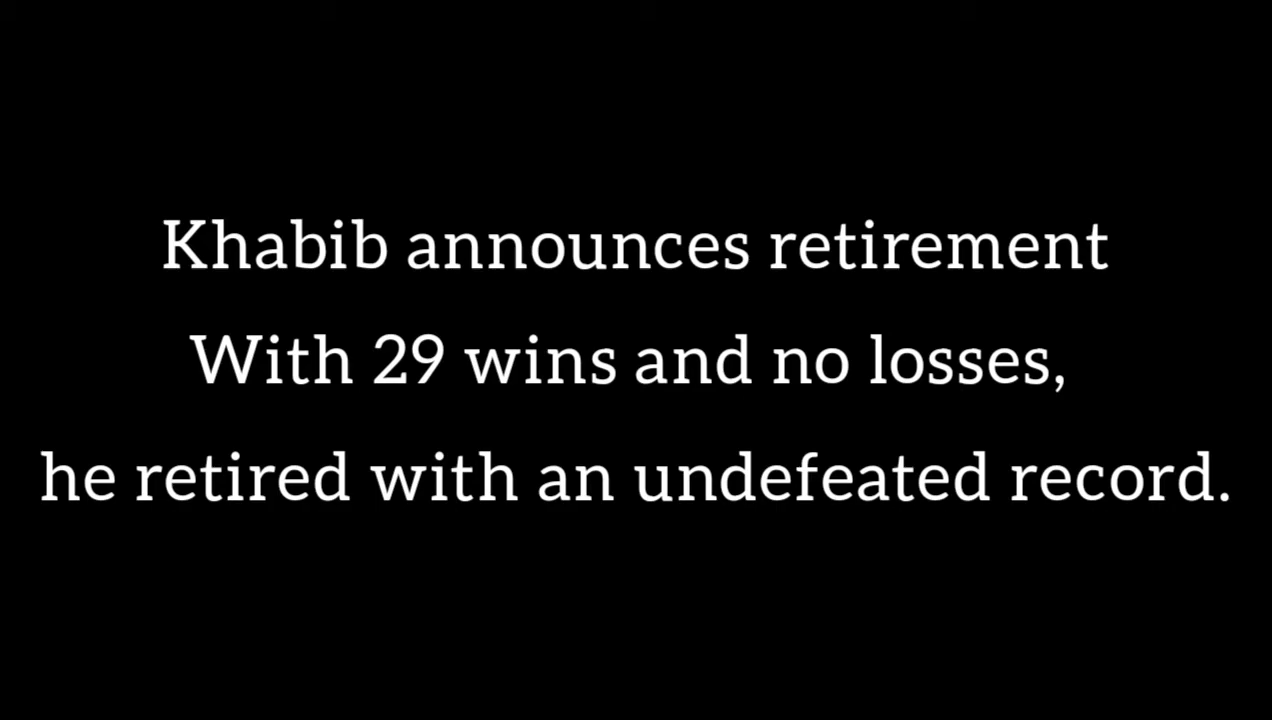 Khabib announces retirement
With 29 wins and no losses,
he retired with an undefeated record.